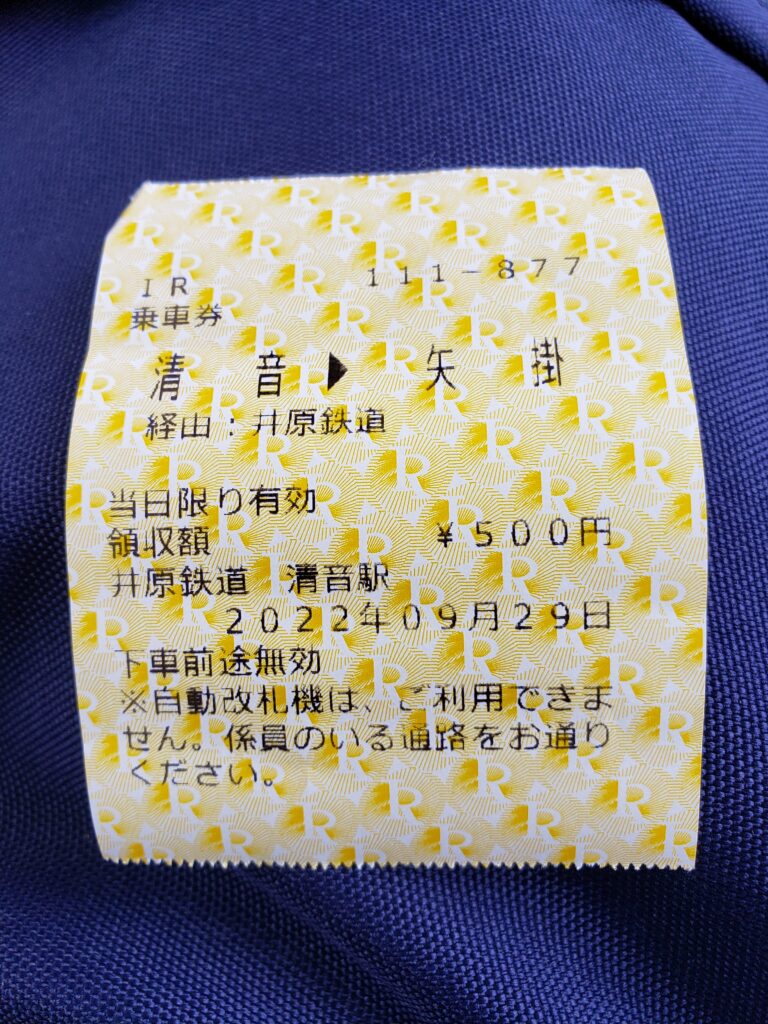 IR 111-877
乗車券
清音▶矢掛
経由:井原鉄道
当日限り有効
領収額 ¥500円
井原鉄道 清音駅
2022年09月29日
下車前途無効
※自動改札機は、ご利用できま
せん。係員のいる通路をお通り
ください。